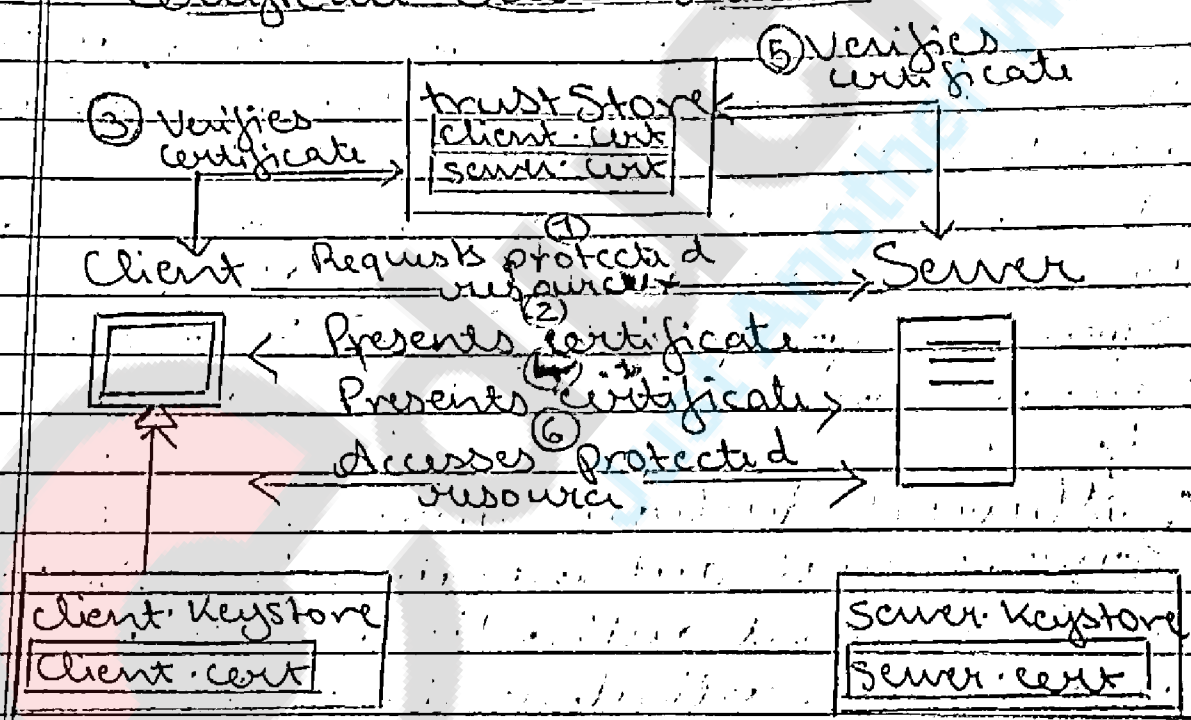 ⑤ Verifies
certificate
trustStore
client.cert
server.cert
③ Verifies
certificate
①
Client Requests protected Server
resource
②
Presents certificate
Presents certificate
⑥
Accesses protected
resource
client.Keystore
Client.cert
Server.Keystore
Server.cert